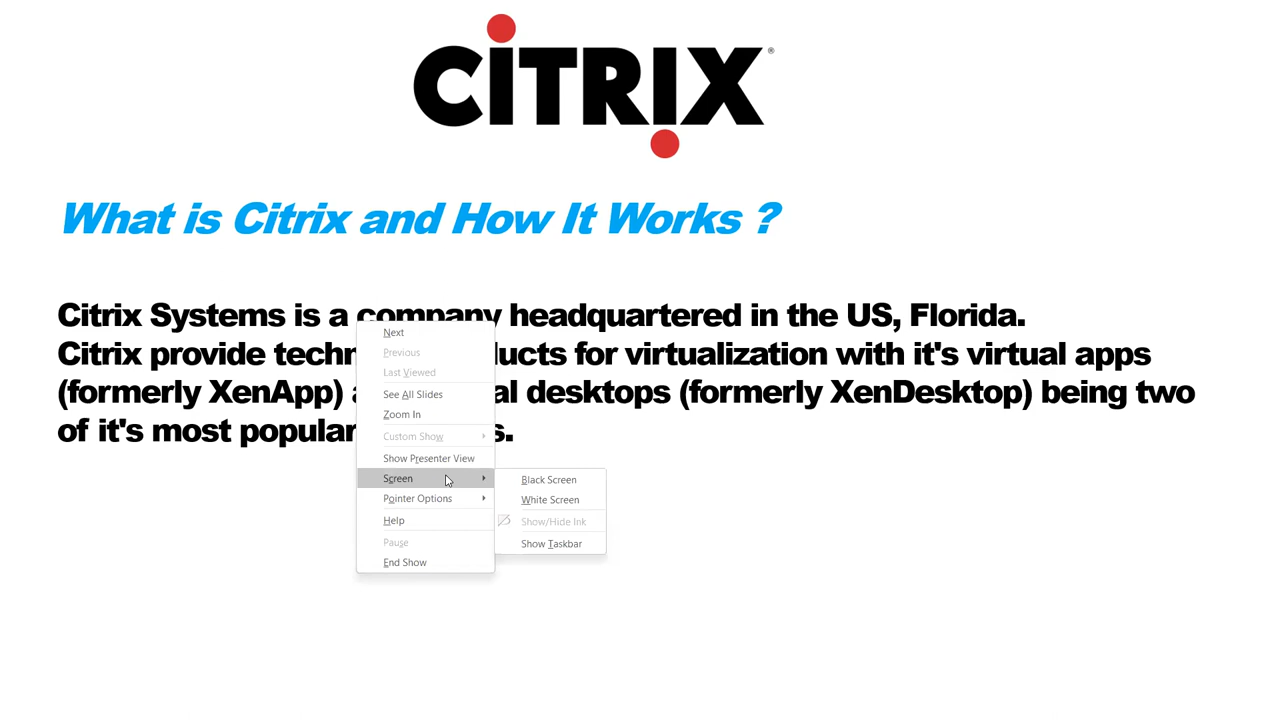 CiTRIX®
What is Citrix and How It Works ?
Citrix Systems is a company headquartered in the US, Florida.
Citrix provide techn ducts for virtualization with it's virtual apps
(formerly XenApp) al desktops (formerly XenDesktop) being two
of it's most popular s.
Next
Previous
Last Viewed
See All Slides
Zoom In
Custom Show
Show Presenter View
Screen
Pointer Options
Help
Pause
End Show
Black Screen
White Screen
Show/Hide Ink
Show Taskbar